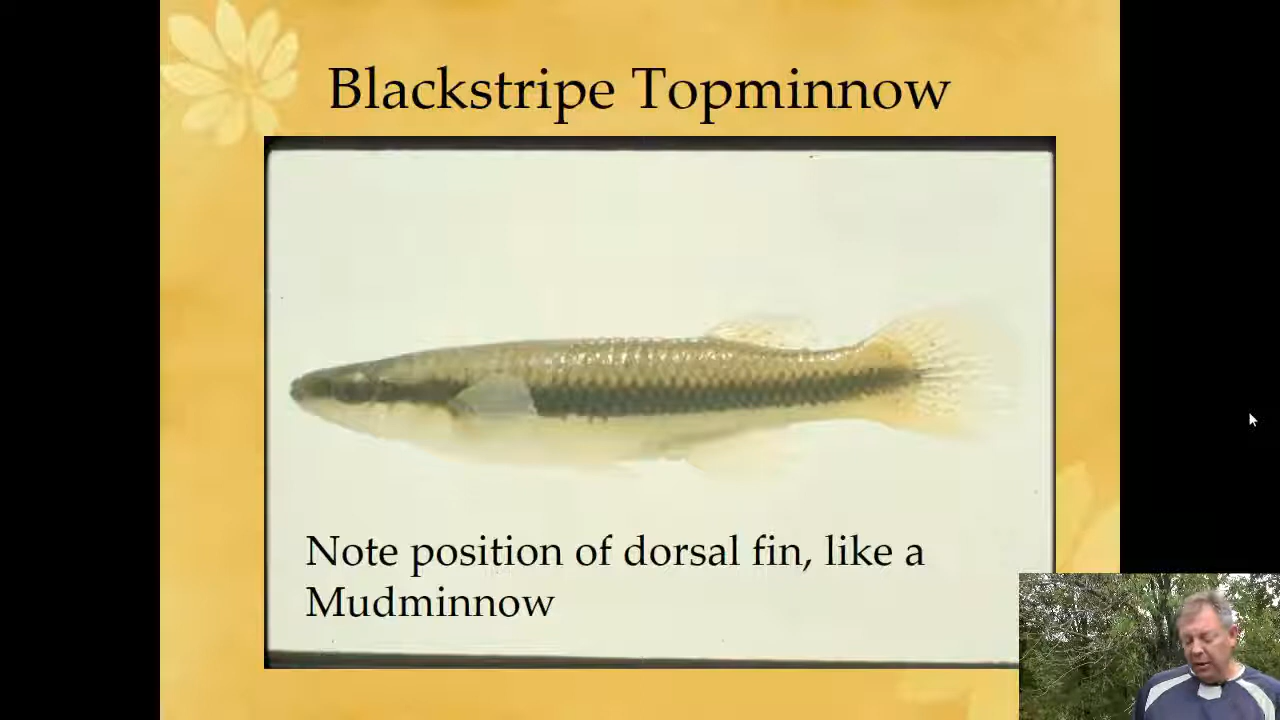 Blackstripe Topminnow
Note position of dorsal fin, like a
Mudminnow